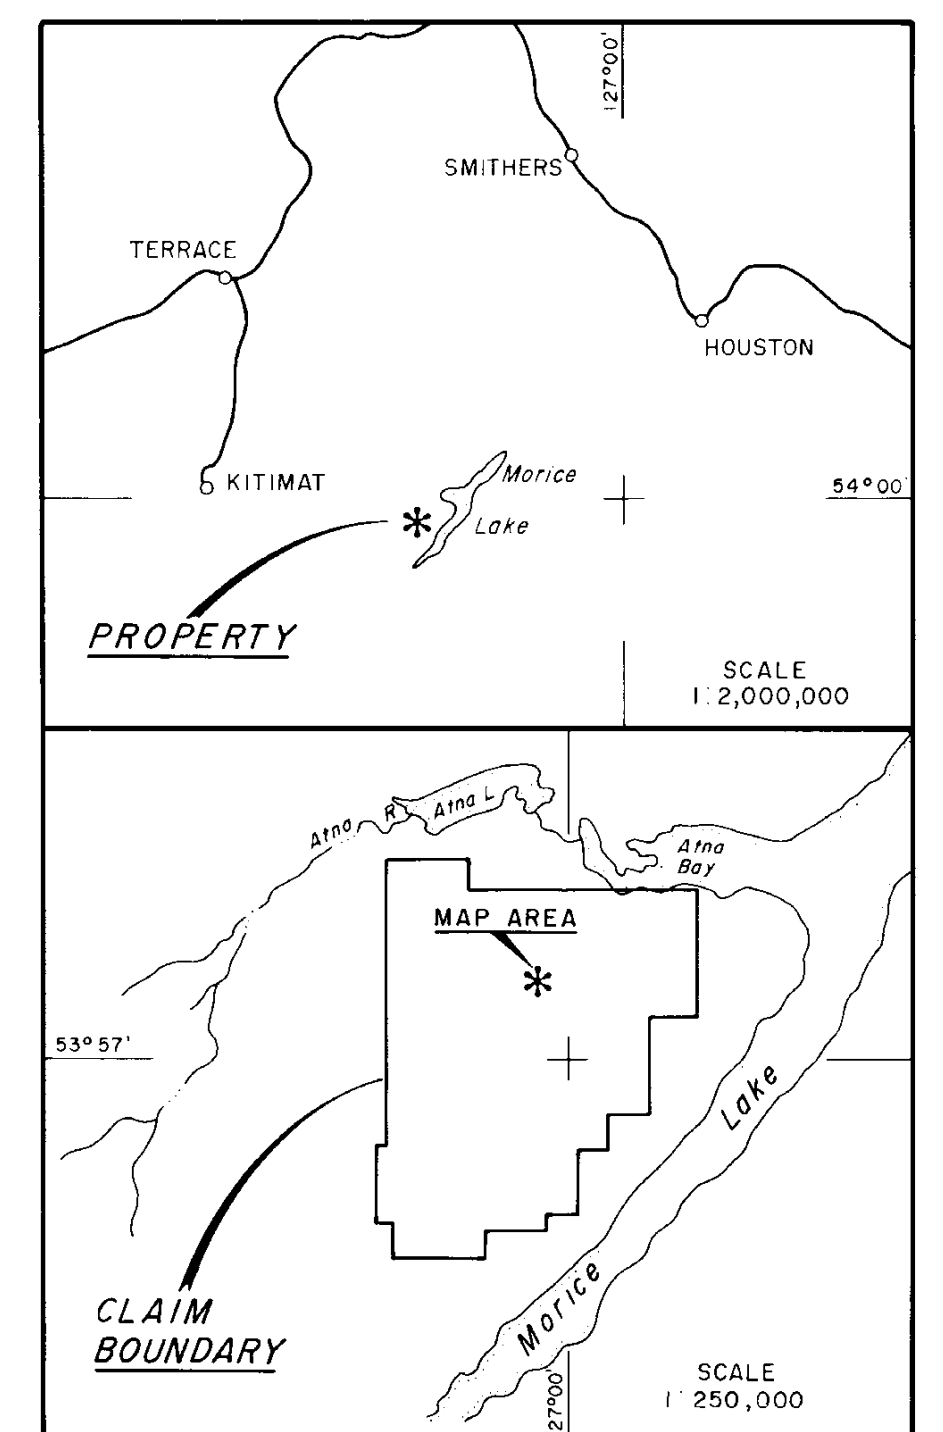 127°00'
SMITHERS
TERRACE
HOUSTON
KITIMAT
Morice
Lake
54°00'
PROPERTY
SCALE
1:2,000,000
Atna R
Atna L
Atna
Bay
MAP AREA
53°57'
Morice Lake
CLAIM
BOUNDARY
27°00'
SCALE
1:250,000